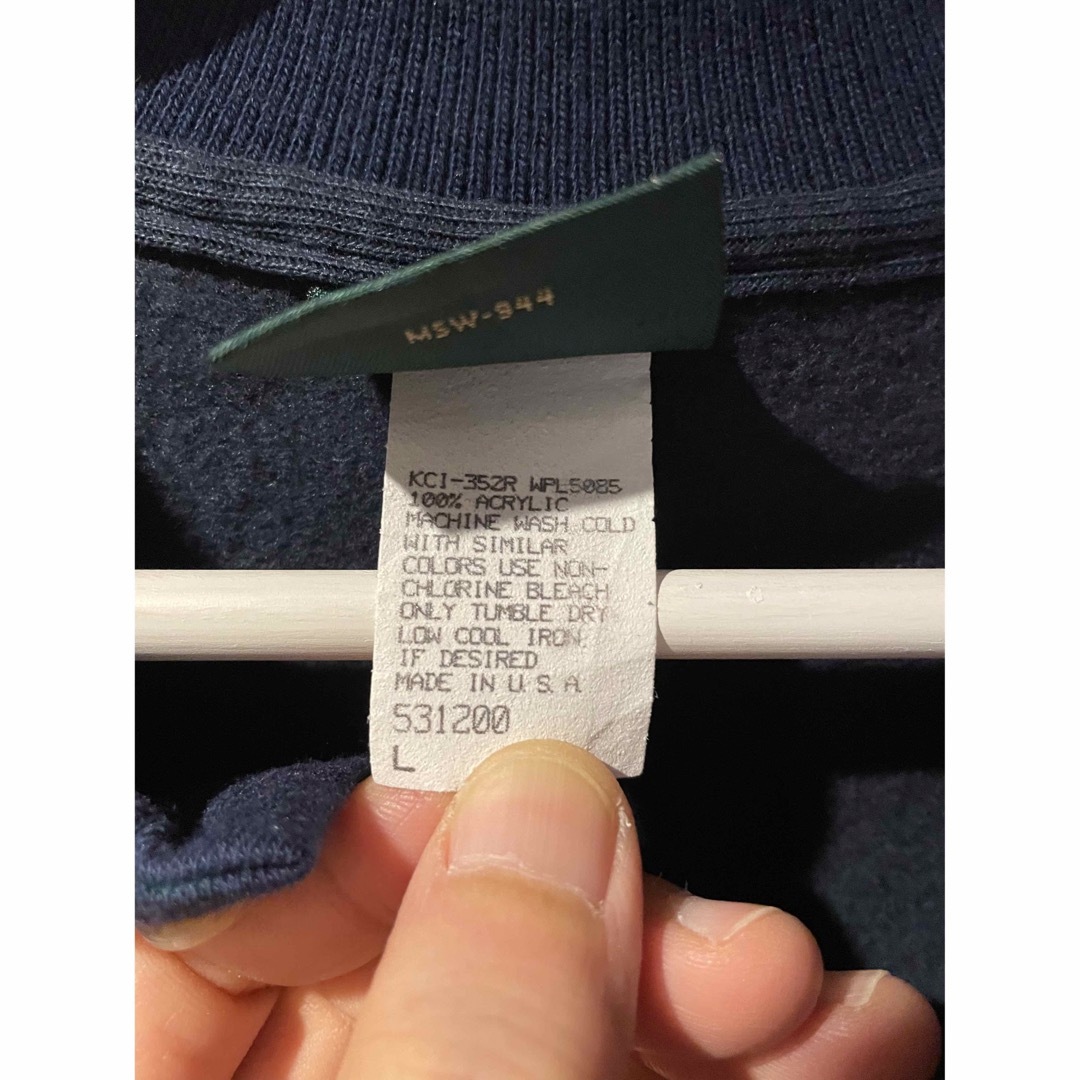 MSW-944
KCI-352R WPL5085
100% ACRYLIC
MACHINE WASH COLD
WITH SIMILAR
COLORS USE NON-
CHLORINE BLEACH
ONLY TUMBLE DRY
LOW COOL IRON
IF DESIRED
MADE IN U.S.A
531200
L